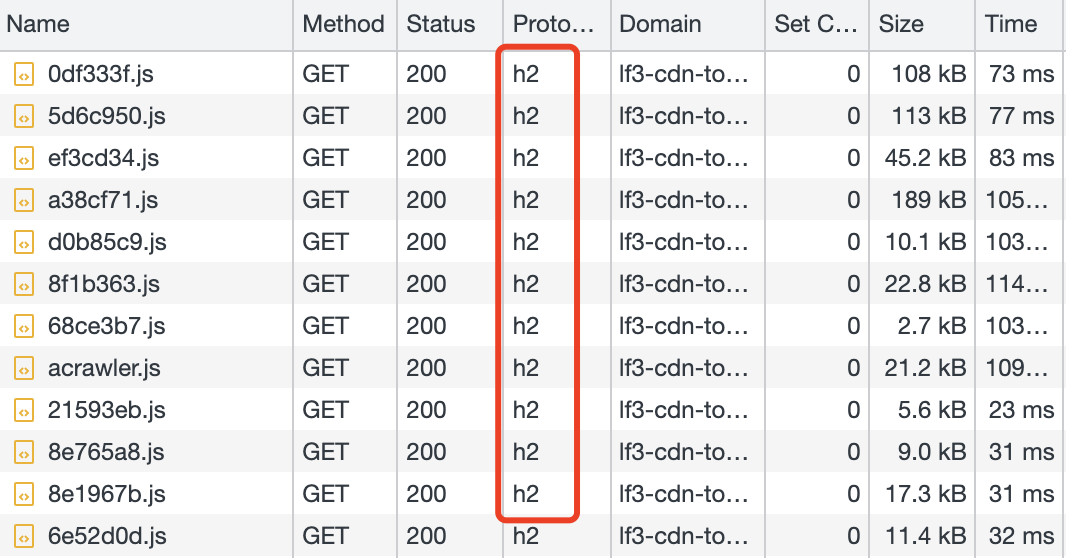 Name Method Status Proto... Domain Set C... Size Time
0df333f.js GET 200 h2 lf3-cdn-to... 0 108 kB 73 ms
5d6c950.js GET 200 h2 lf3-cdn-to... 0 113 kB 77 ms
ef3cd34.js GET 200 h2 lf3-cdn-to... 0 45.2 kB 83 ms
a38cf71.js GET 200 h2 lf3-cdn-to... 0 189 kB 105...
d0b85c9.js GET 200 h2 lf3-cdn-to... 0 10.1 kB 103...
8f1b363.js GET 200 h2 lf3-cdn-to... 0 22.8 kB 114...
68ce3b7.js GET 200 h2 lf3-cdn-to... 0 2.7 kB 103...
acrawler.js GET 200 h2 lf3-cdn-to... 0 21.2 kB 109...
21593eb.js GET 200 h2 lf3-cdn-to... 0 5.6 kB 23 ms
8e765a8.js GET 200 h2 lf3-cdn-to... 0 9.0 kB 31 ms
8e1967b.js GET 200 h2 lf3-cdn-to... 0 17.3 kB 31 ms
6e52d0d.js GET 200 h2 lf3-cdn-to... 0 11.4 kB 32 ms